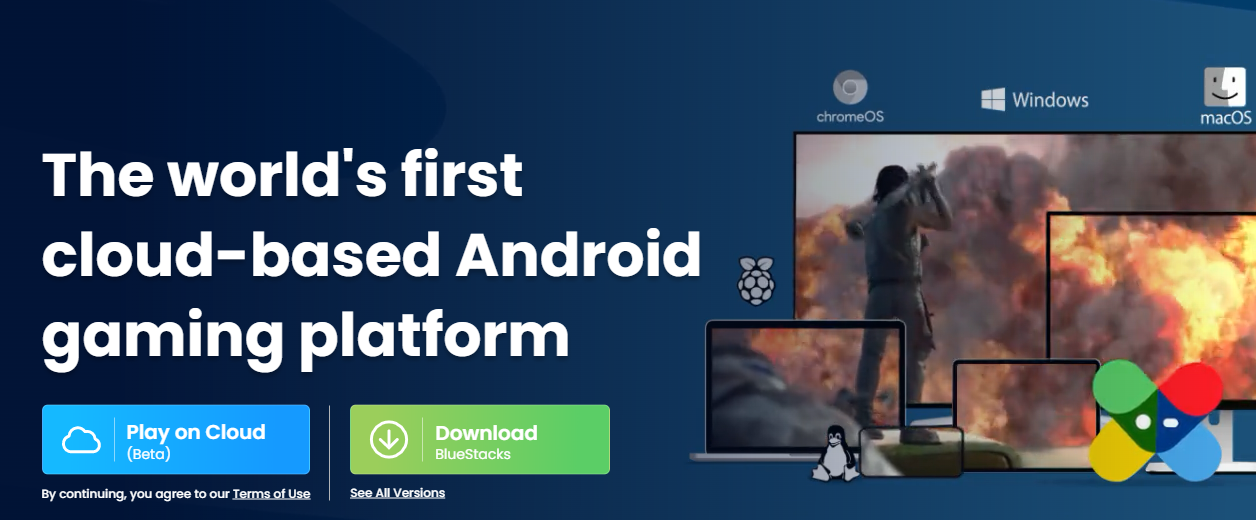 chromeOS
Windows
macOS
The world's first
cloud-based Android
gaming platform
Play on Cloud
(Beta)
Download
BlueStacks
By continuing, you agree to our Terms of Use
See All Versions